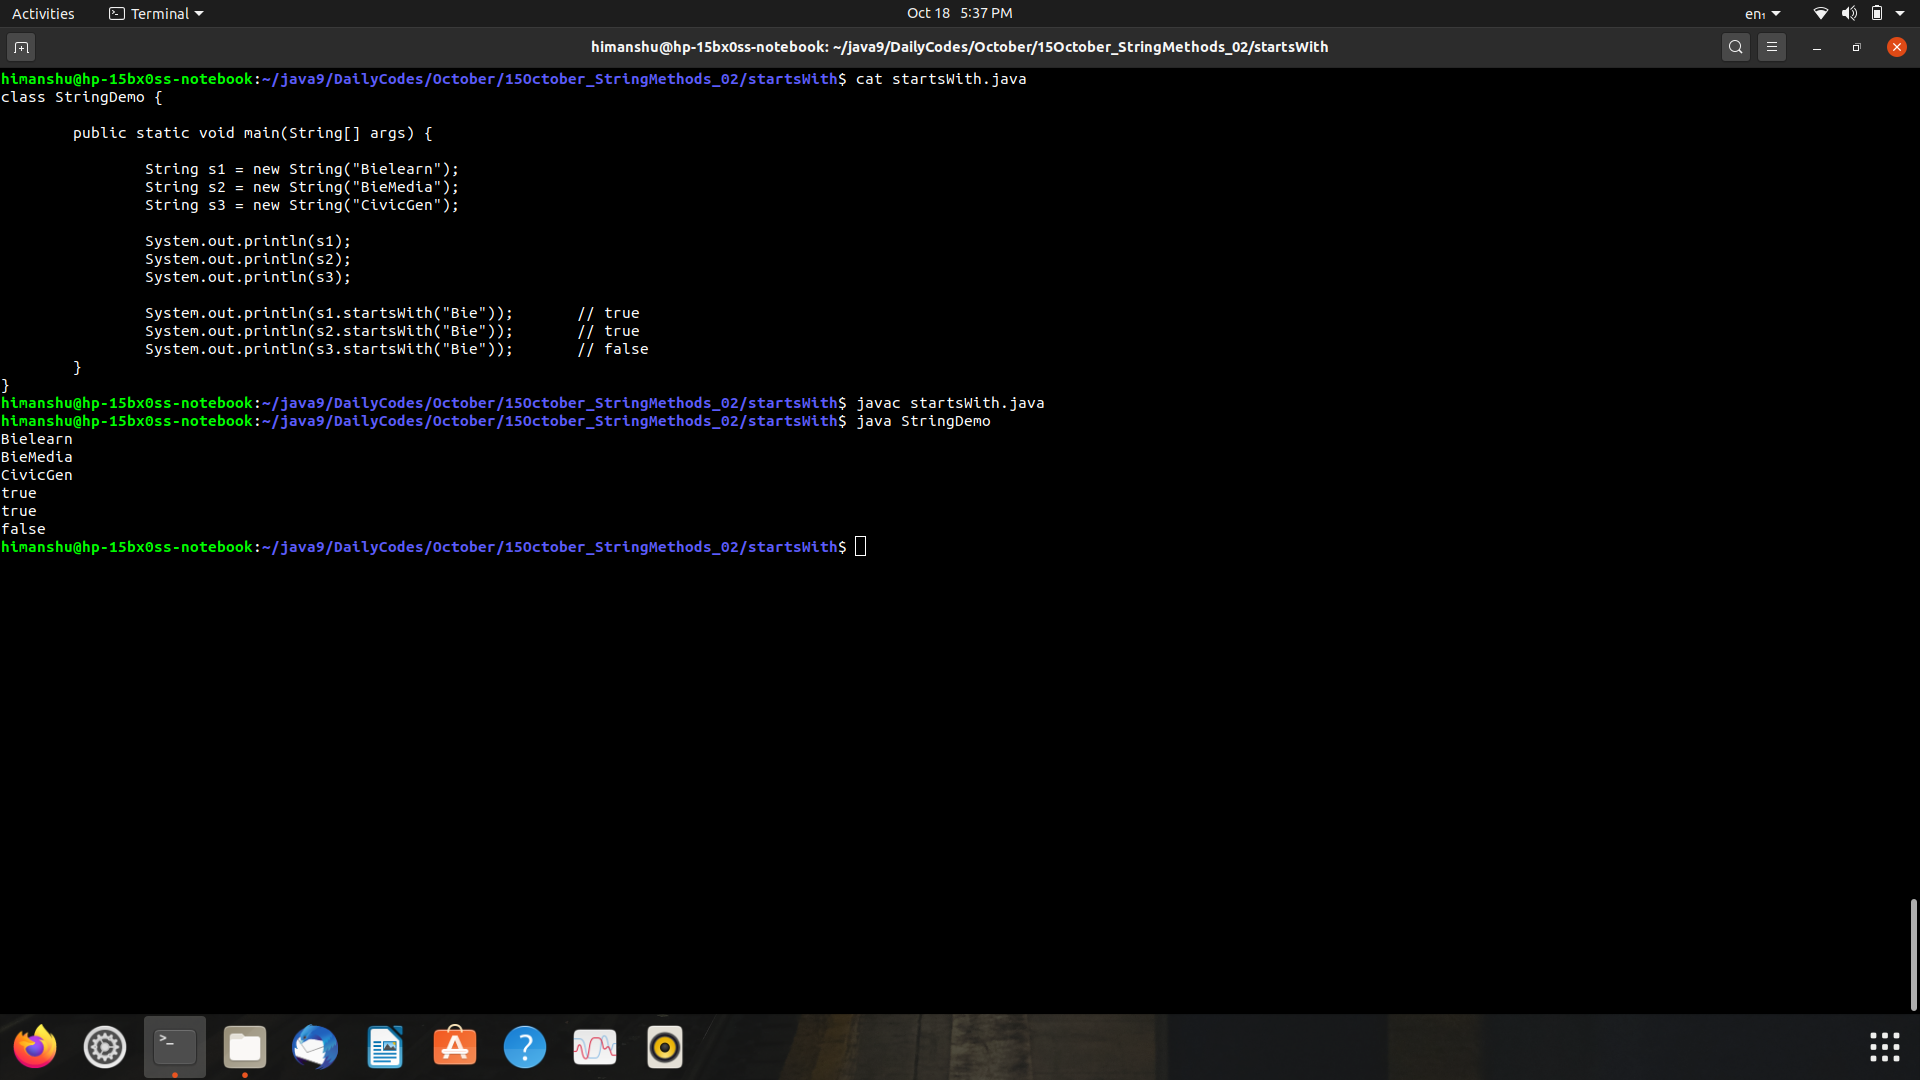 Activities Terminal Oct 18 5:37 PM en₁
himanshu@hp-15bx0ss-notebook: ~/java9/DailyCodes/October/15October_StringMethods_02/startsWith
himanshu@hp-15bx0ss-notebook:~/java9/DailyCodes/October/15October_StringMethods_02/startsWith$ cat startsWith.java
class StringDemo {
public static void main(String[] args) {
String s1 = new String("Bielearn");
String s2 = new String("BieMedia");
String s3 = new String("CivicGen");
System.out.println(s1);
System.out.println(s2);
System.out.println(s3);
System.out.println(s1.startsWith("Bie")); // true
System.out.println(s2.startsWith("Bie")); // true
System.out.println(s3.startsWith("Bie")); // false
}
}
himanshu@hp-15bx0ss-notebook:~/java9/DailyCodes/October/15October_StringMethods_02/startsWith$ javac startsWith.java
himanshu@hp-15bx0ss-notebook:~/java9/DailyCodes/October/15October_StringMethods_02/startsWith$ java StringDemo
Bielearn
BieMedia
CivicGen
true
true
false
himanshu@hp-15bx0ss-notebook:~/java9/DailyCodes/October/15October_StringMethods_02/startsWith$